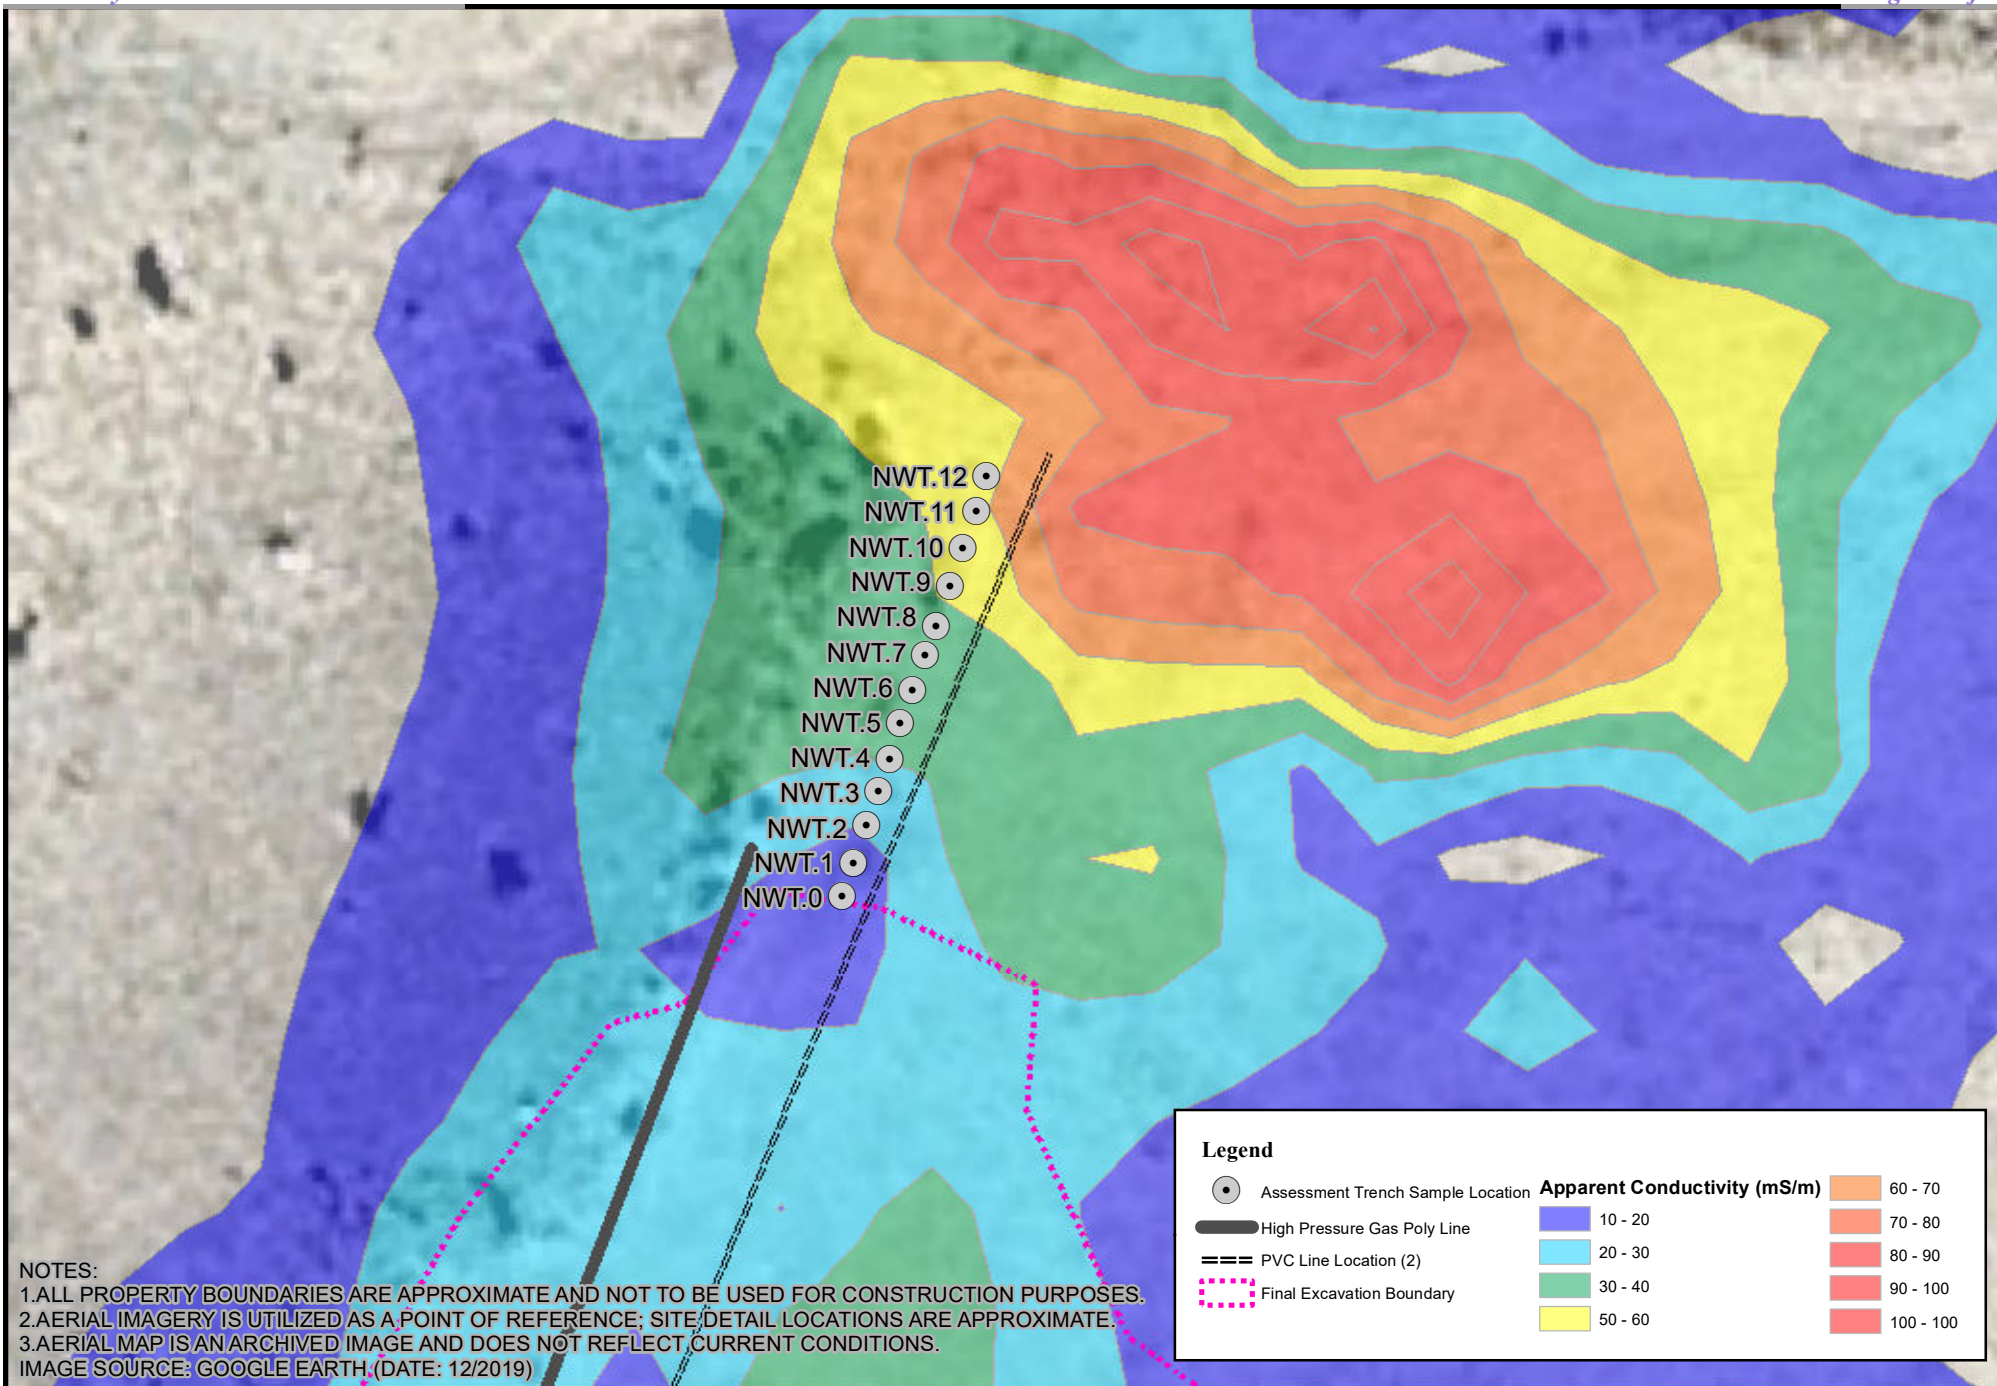 NWT.12
NWT.11
NWT.10
NWT.9
NWT.8
NWT.7
NWT.6
NWT.5
NWT.4
NWT.3
NWT.2
NWT.1
NWT.0
Legend
Assessment Trench Sample Location
High Pressure Gas Poly Line
PVC Line Location (2)
Final Excavation Boundary
Apparent Conductivity (mS/m)
10 - 20
20 - 30
30 - 40
50 - 60
60 - 70
70 - 80
80 - 90
90 - 100
100 - 100
NOTES:
1.ALL PROPERTY BOUNDARIES ARE APPROXIMATE AND NOT TO BE USED FOR CONSTRUCTION PURPOSES.
2.AERIAL IMAGERY IS UTILIZED AS A POINT OF REFERENCE; SITE DETAIL LOCATIONS ARE APPROXIMATE.
3.AERIAL MAP IS AN ARCHIVED IMAGE AND DOES NOT REFLECT CURRENT CONDITIONS.
IMAGE SOURCE: GOOGLE EARTH (DATE: 12/2019)